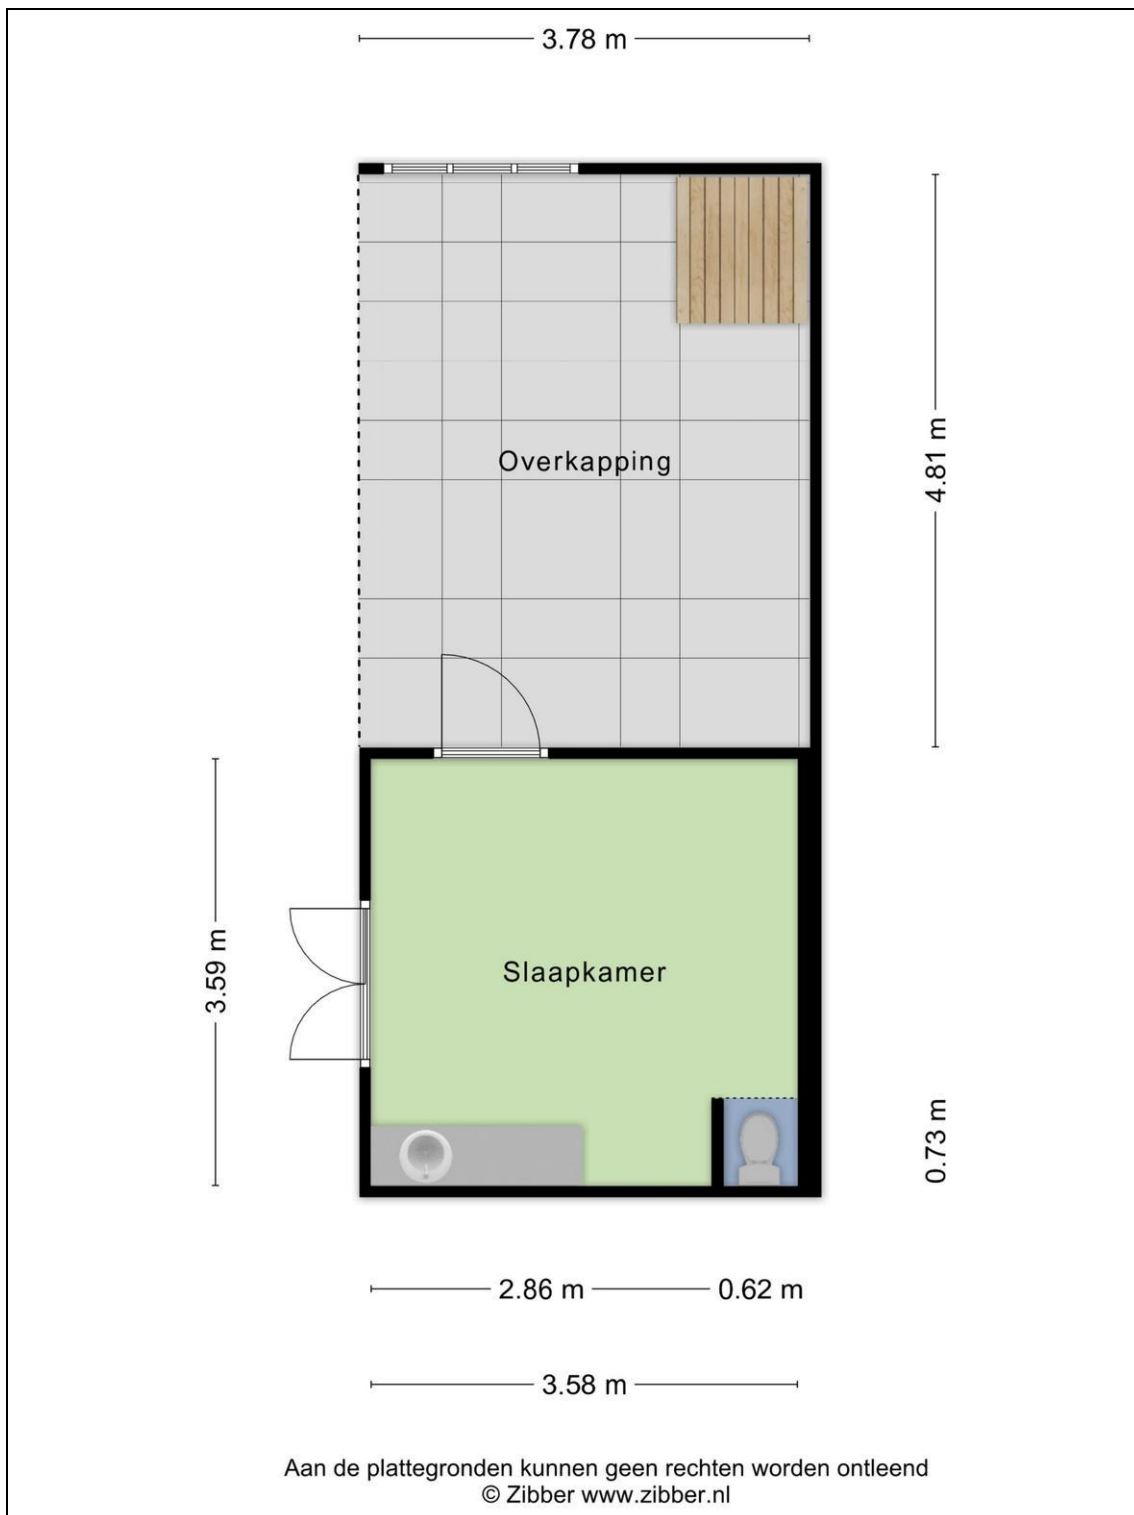 3.78 m
4.81 m
Overkapping
3.59 m
Slaapkamer
0.73 m
2.86 m
0.62 m
3.58 m
Aan de plattegronden kunnen geen rechten worden ontleend
© Zibber www.zibber.nl